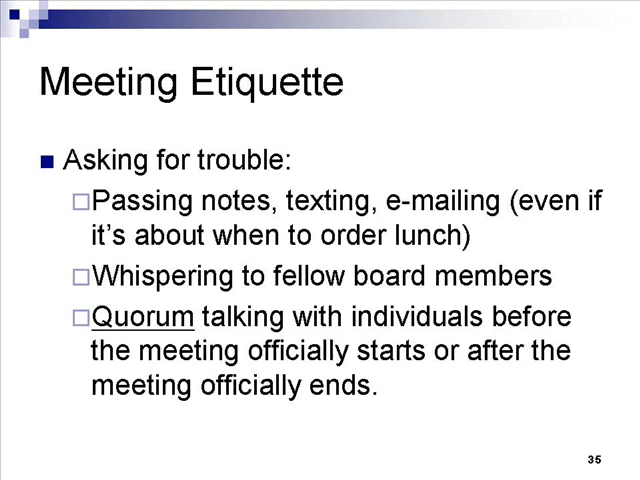 Meeting Etiquette
Asking for trouble:
Passing notes, texting, e-mailing (even if
it's about when to order lunch)
Whispering to fellow board members
Quorum talking with individuals before
the meeting officially starts or after the
meeting officially ends.
35